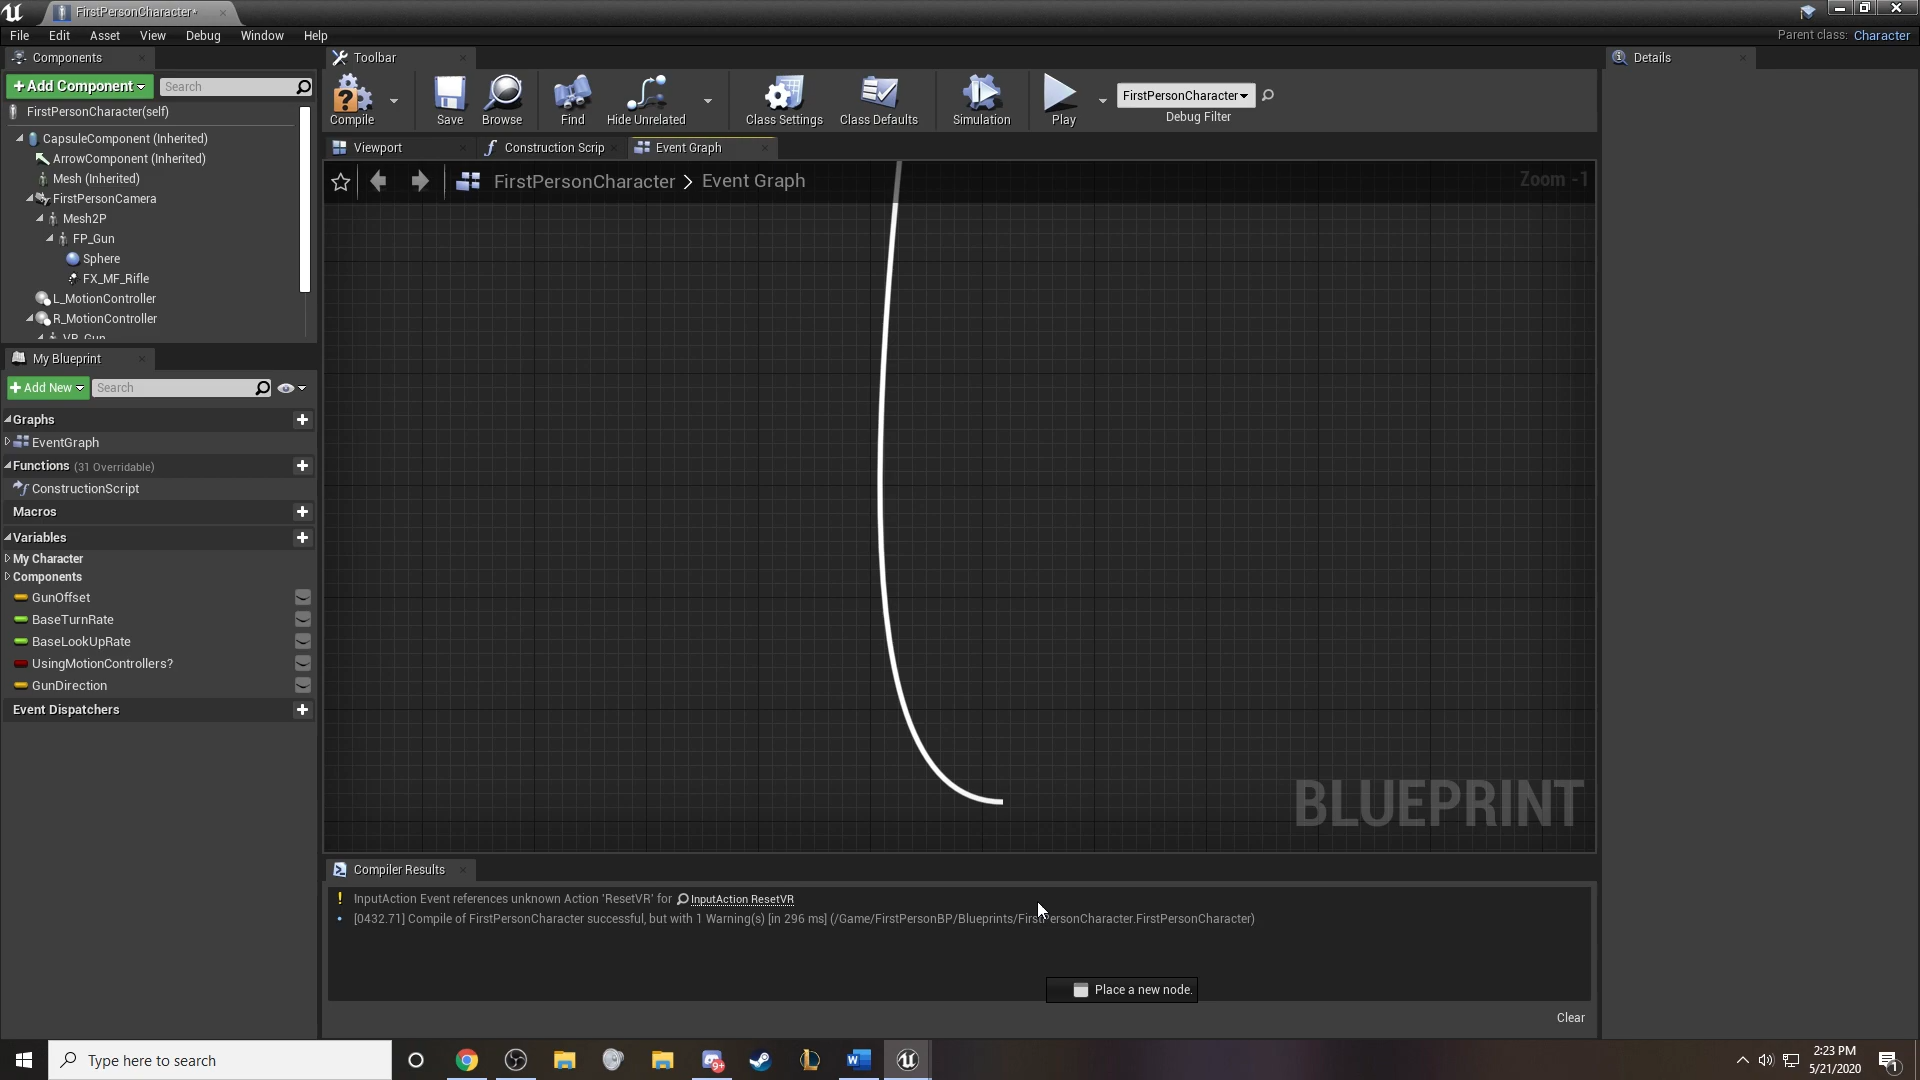 FirstPersonCharacter*
File Edit Asset View Debug Window Help
Parent class: Character
Components
+ Add Component
Search
FirstPersonCharacter(self)
CapsuleComponent (Inherited)
ArrowComponent (Inherited)
Mesh (Inherited)
FirstPersonCamera
Mesh2P
FP_Gun
Sphere
FX_MF_Rifle
L_MotionController
R_MotionController
VR_Gun
My Blueprint
+ Add New
Search
Graphs
EventGraph
Functions (31 Overridable)
ConstructionScript
Macros
Variables
My Character
Components
GunOffset
BaseTurnRate
BaseLookUpRate
UsingMotionControllers?
GunDirection
Event Dispatchers
Toolbar
Compile
Save
Browse
Find
Hide Unrelated
Class Settings
Class Defaults
Simulation
Play
FirstPersonCharacter
Debug Filter
Viewport
Construction Scrip
Event Graph
FirstPersonCharacter > Event Graph
Zoom -1
BLUEPRINT
Compiler Results
InputAction Event references unknown Action 'ResetVR' for InputAction ResetVR
[0432.71] Compile of FirstPersonCharacter successful, but with 1 Warning(s) [in 296 ms] (/Game/FirstPersonBP/Blueprints/FirstPersonCharacter.FirstPersonCharacter)
Place a new node.
Clear
Details
Type here to search
9+
2:23 PM
5/21/2020
1